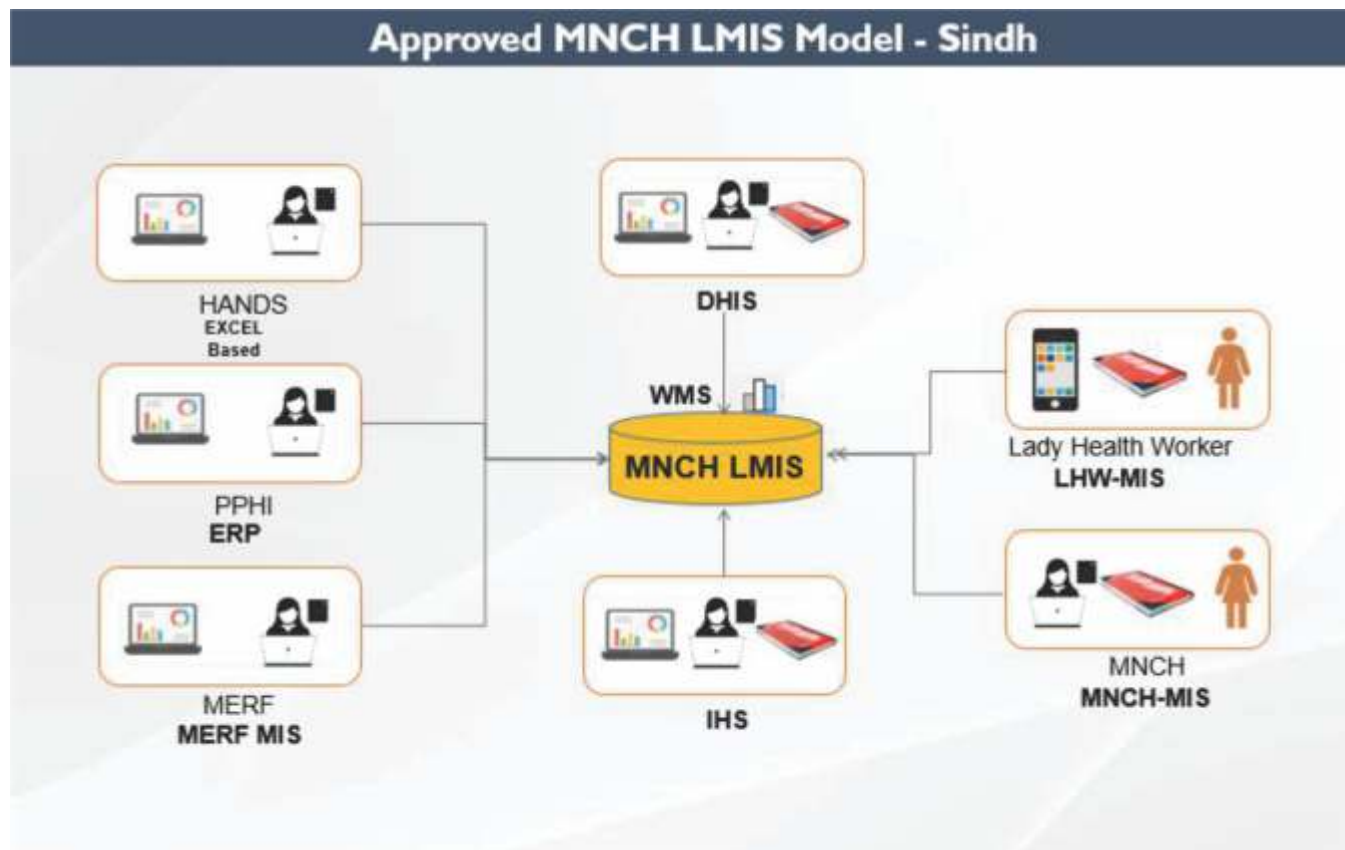 Approved MNCH LMIS Model - Sindh
HANDS
EXCEL
Based
PPHI
ERP
MERF
MERF MIS
DHIS
WMS
MNCH LMIS
IHS
Lady Health Worker
LHW-MIS
MNCH
MNCH-MIS